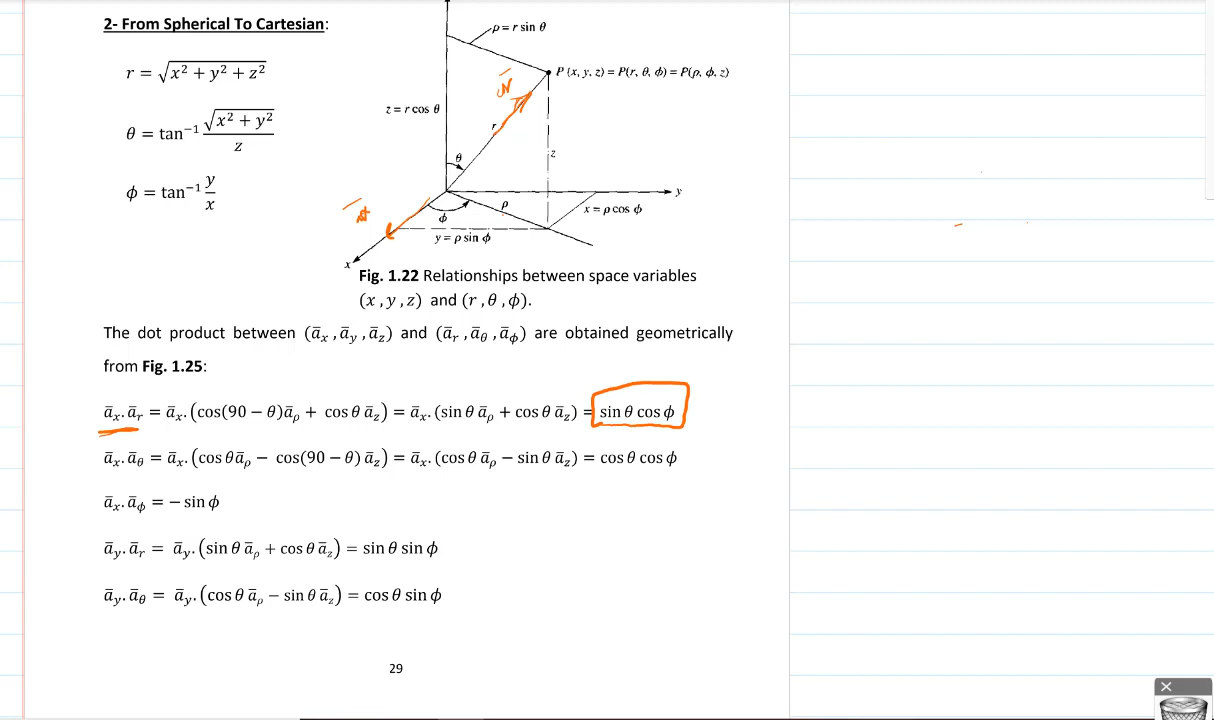 2- From Spherical To Cartesian:
r = √(x² + y² + z²)
θ = tan⁻¹ √(x² + y²) / z
ϕ = tan⁻¹ y / x
ρ = r sin θ
P (x, y, z) = P(r, θ, ϕ) = P(ρ, ϕ, z)
z = r cos θ
r
θ
z
y
ρ
x = ρ cos ϕ
ϕ
y = ρ sin ϕ
x
Fig. 1.22 Relationships between space variables
(x , y , z) and (r , θ , ϕ).
The dot product between (āx , āy , āz) and (ār , āθ , āϕ) are obtained geometrically
from Fig. 1.25:
āx. ār = āx. (cos(90 − θ)āρ + cos θ āz) = āx. (sin θ āρ + cos θ āz) = sin θ cos ϕ
āx. āθ = āx. (cos θāρ − cos(90 − θ) āz) = āx. (cos θ āρ − sin θ āz) = cos θ cos ϕ
āx. āϕ = − sin ϕ
āy. ār = āy. (sin θ āρ + cos θ āz) = sin θ sin ϕ
āy. āθ = āy. (cos θ āρ − sin θ āz) = cos θ sin ϕ
29